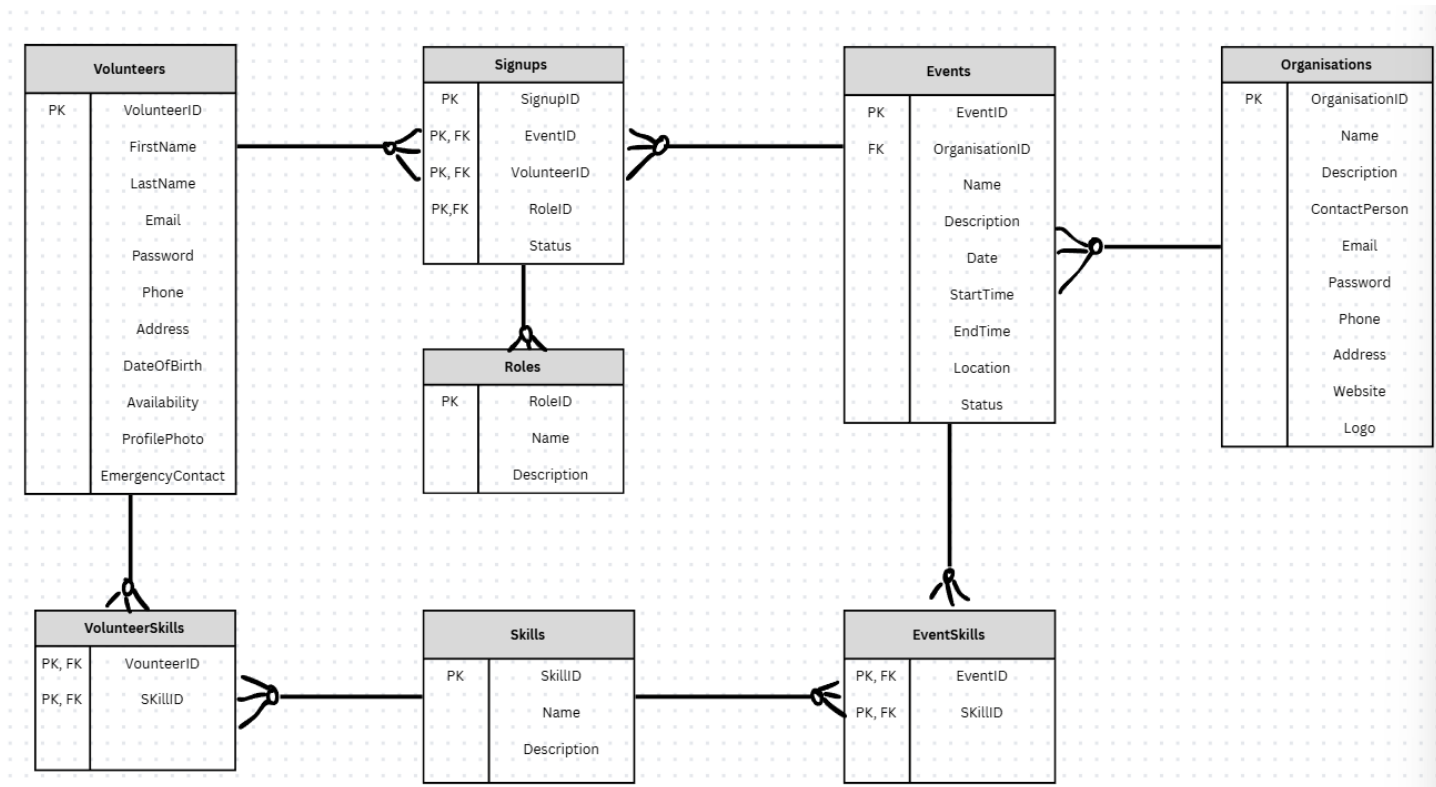 Volunteers
PK VolunteerID
FirstName
LastName
Email
Password
Phone
Address
DateOfBirth
Availability
ProfilePhoto
EmergencyContact
Signups
PK SignupID
PK, FK EventID
PK, FK VolunteerID
PK,FK RoleID
Status
Roles
PK RoleID
Name
Description
Events
PK EventID
FK OrganisationID
Name
Description
Date
StartTime
EndTime
Location
Status
Organisations
PK OrganisationID
Name
Description
ContactPerson
Email
Password
Phone
Address
Website
Logo
VolunteerSkills
PK, FK VounteerID
PK, FK SKillID
Skills
PK SkillID
Name
Description
EventSkills
PK, FK EventID
PK, FK SKillID